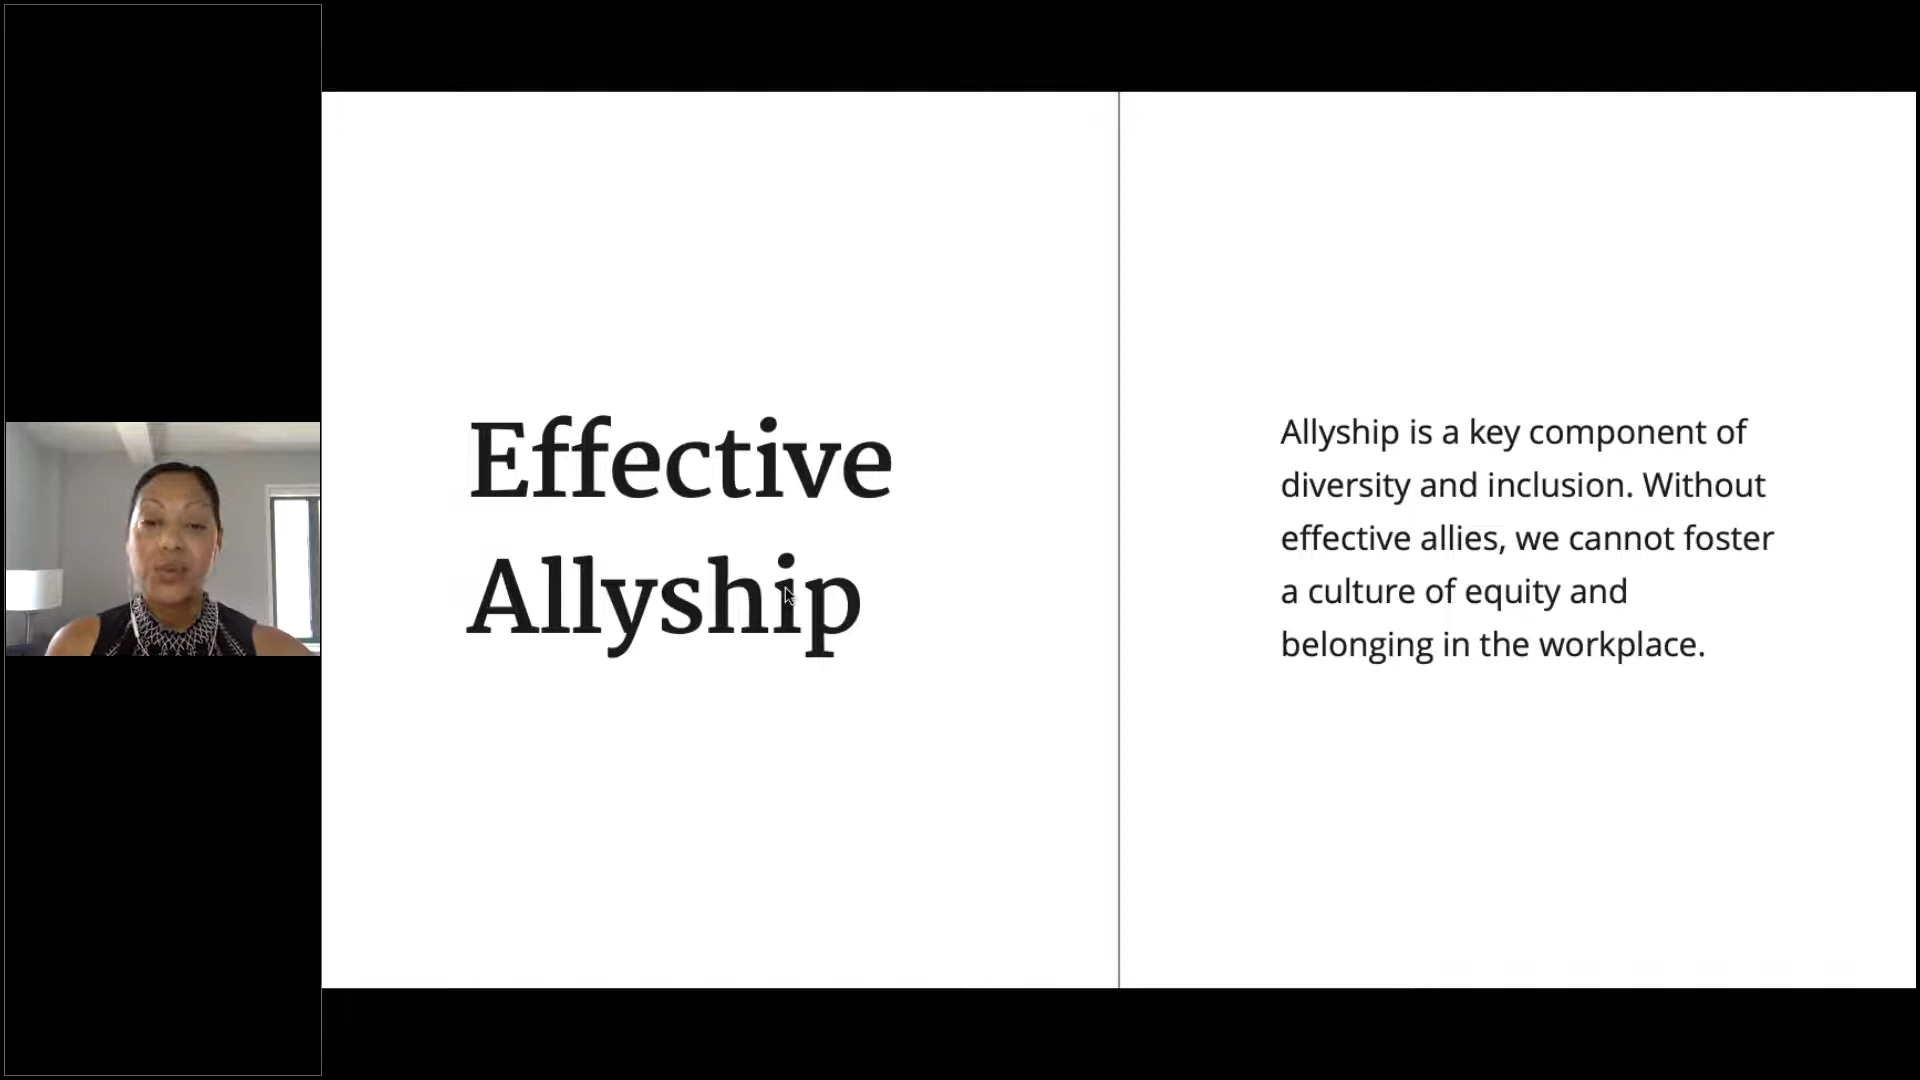 Effective
Allyship
Allyship is a key component of
diversity and inclusion. Without
effective allies, we cannot foster
a culture of equity and
belonging in the workplace.